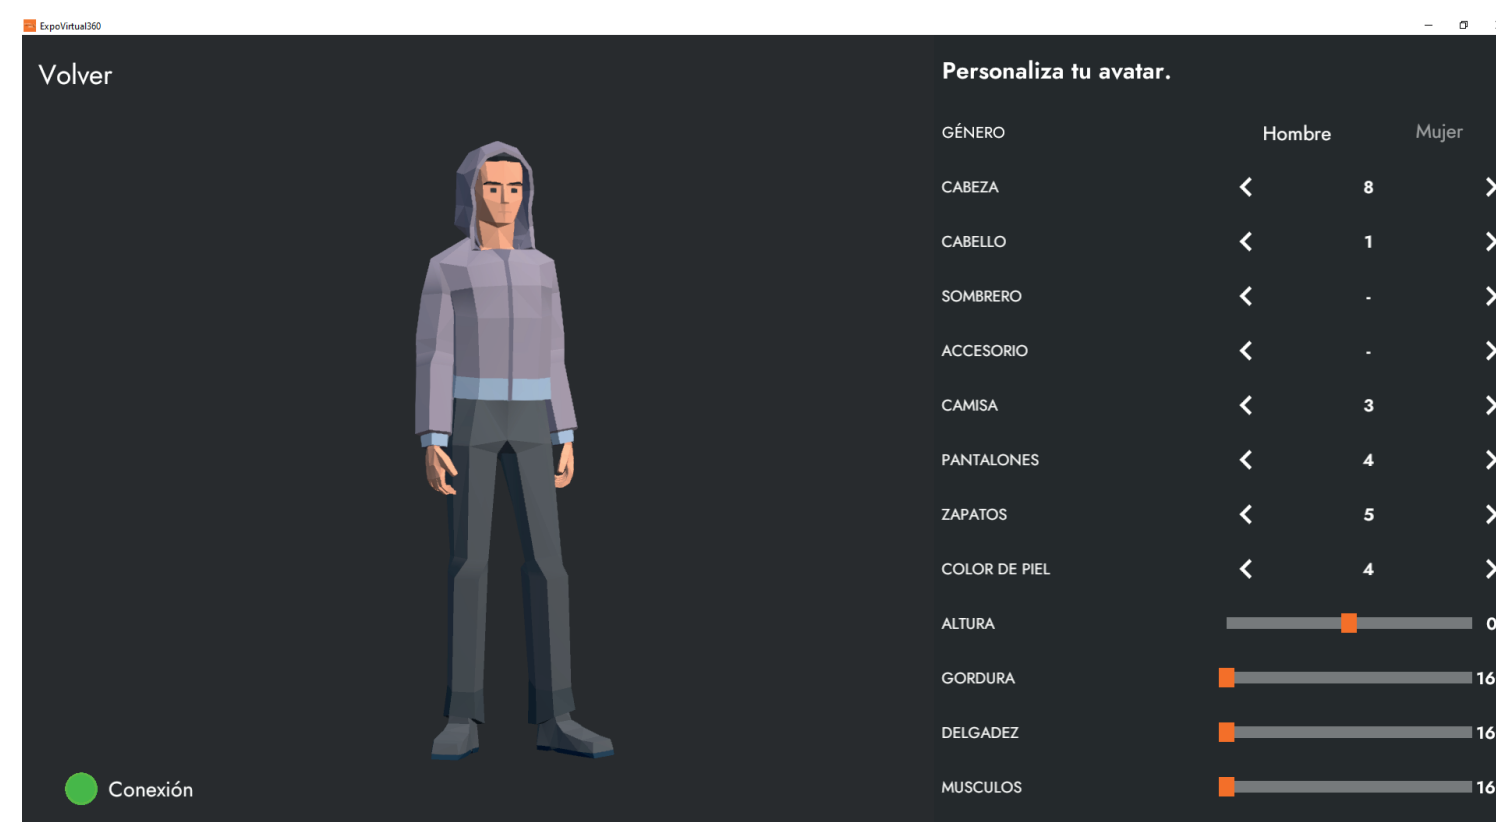 ExpoVirtual360
Volver
Personaliza tu avatar.
GÉNERO Hombre Mujer
CABEZA 8
CABELLO 1
SOMBRERO -
ACCESORIO -
CAMISA 3
PANTALONES 4
ZAPATOS 5
COLOR DE PIEL 4
ALTURA 0
GORDURA 16
DELGADEZ 16
MUSCULOS 16
Conexión